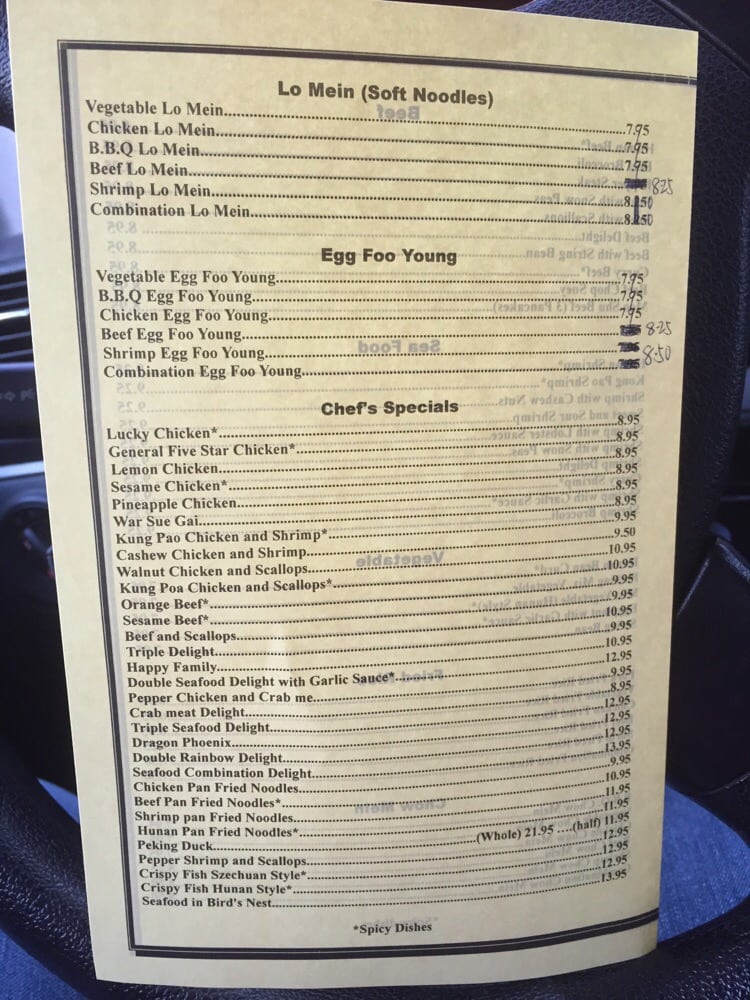 Lo Mein (Soft Noodles)
Vegetable Lo Mein....7.95
Chicken Lo Mein....7.95
B.B.Q Lo Mein....7.95
Beef Lo Mein.... 8.25
Shrimp Lo Mein....8.50
Combination Lo Mein....8.50
Egg Foo Young
Vegetable Egg Foo Young....7.95
B.B.Q Egg Foo Young....7.95
Chicken Egg Foo Young....7.95
Beef Egg Foo Young.... 8.25
Shrimp Egg Foo Young.... 8.50
Combination Egg Foo Young....
Chef's Specials
Lucky Chicken*....8.95
General Five Star Chicken*....8.95
Lemon Chicken....8.95
Sesame Chicken*....8.95
Pineapple Chicken....8.95
War Sue Gai....8.95
Kung Pao Chicken and Shrimp*....9.95
Cashew Chicken and Shrimp....9.50
Walnut Chicken and Scallops....10.95
Kung Poa Chicken and Scallops*....10.95
Orange Beef*....9.95
Sesame Beef*....9.95
Beef and Scallops....10.95
Triple Delight....9.95
Happy Family....10.95
Double Seafood Delight with Garlic Sauce*....12.95
Pepper Chicken and Crab me....9.95
Crab meat Delight....8.95
Triple Seafood Delight....12.95
Dragon Phoenix....12.95
Double Rainbow Delight....12.95
Seafood Combination Delight....13.95
Chicken Pan Fried Noodles....9.95
Beef Pan Fried Noodles*....10.95
Shrimp pan Fried Noodles....11.95
Hunan Pan Fried Noodles*....11.95
Peking Duck....(Whole) 21.95 ....(half) 11.95
Pepper Shrimp and Scallops....12.95
Crispy Fish Szechuan Style*....12.95
Crispy Fish Hunan Style*....12.95
Seafood in Bird's Nest....13.95
*Spicy Dishes